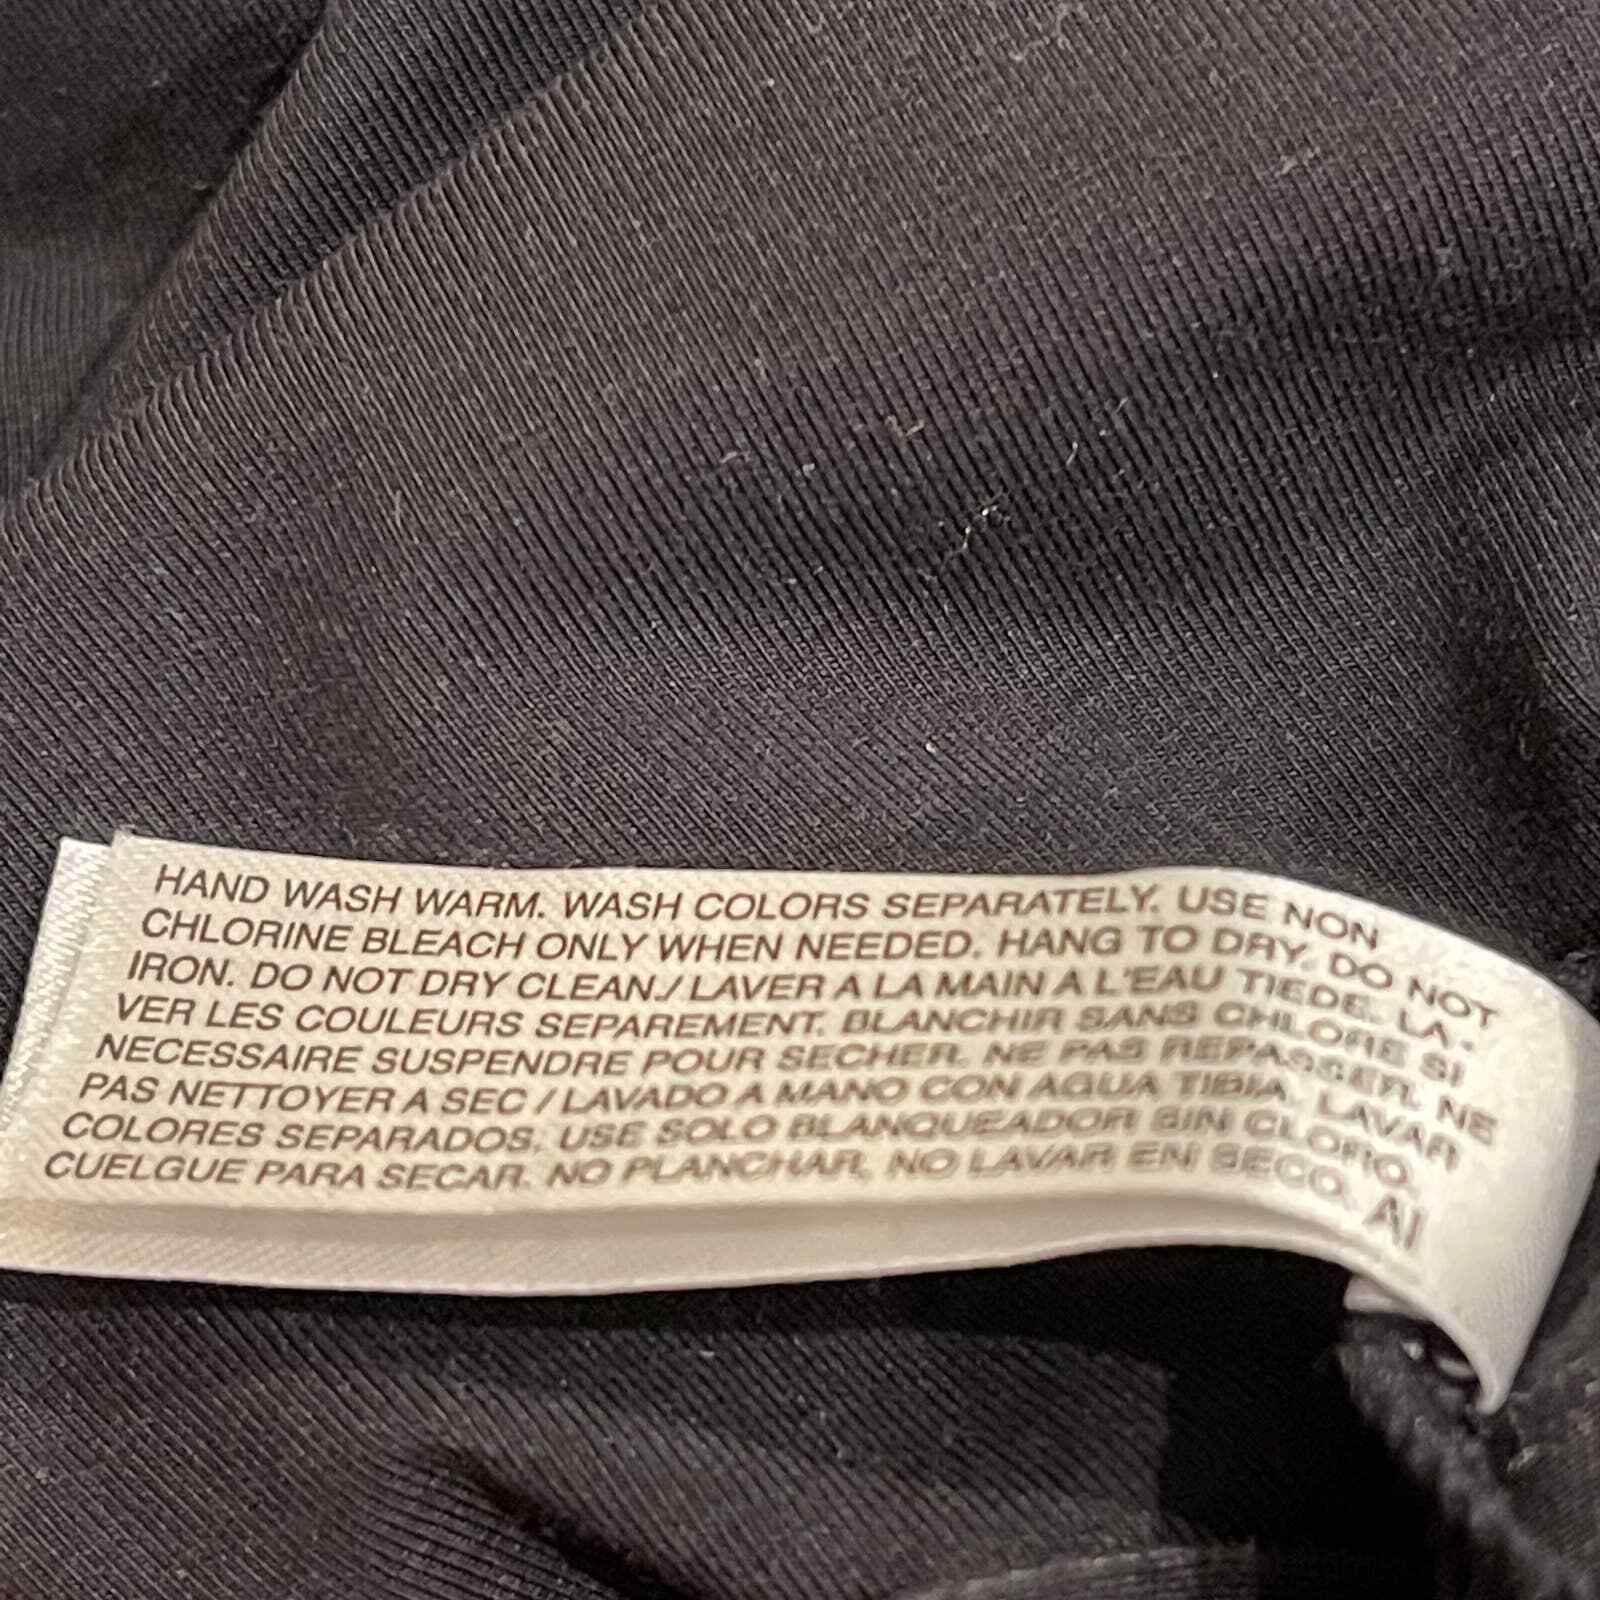 HAND WASH WARM. WASH COLORS SEPARATELY. USE NON
CHLORINE BLEACH ONLY WHEN NEEDED. HANG TO DRY. DO NOT
IRON. DO NOT DRY CLEAN./ LAVER A LA MAIN A L'EAU TIEDE. LA-
VER LES COULEURS SEPAREMENT. BLANCHIR SANS CHLORE SI
NECESSAIRE SUSPENDRE POUR SECHER. NE PAS REPASSER. NE
PAS NETTOYER A SEC / LAVADO A MANO CON AGUA TIBIA. LAVAR
COLORES SEPARADOS. USE SOLO BLANQUEADOR SIN CLORO.
CUELGUE PARA SECAR. NO PLANCHAR. NO LAVAR EN SECO. AI